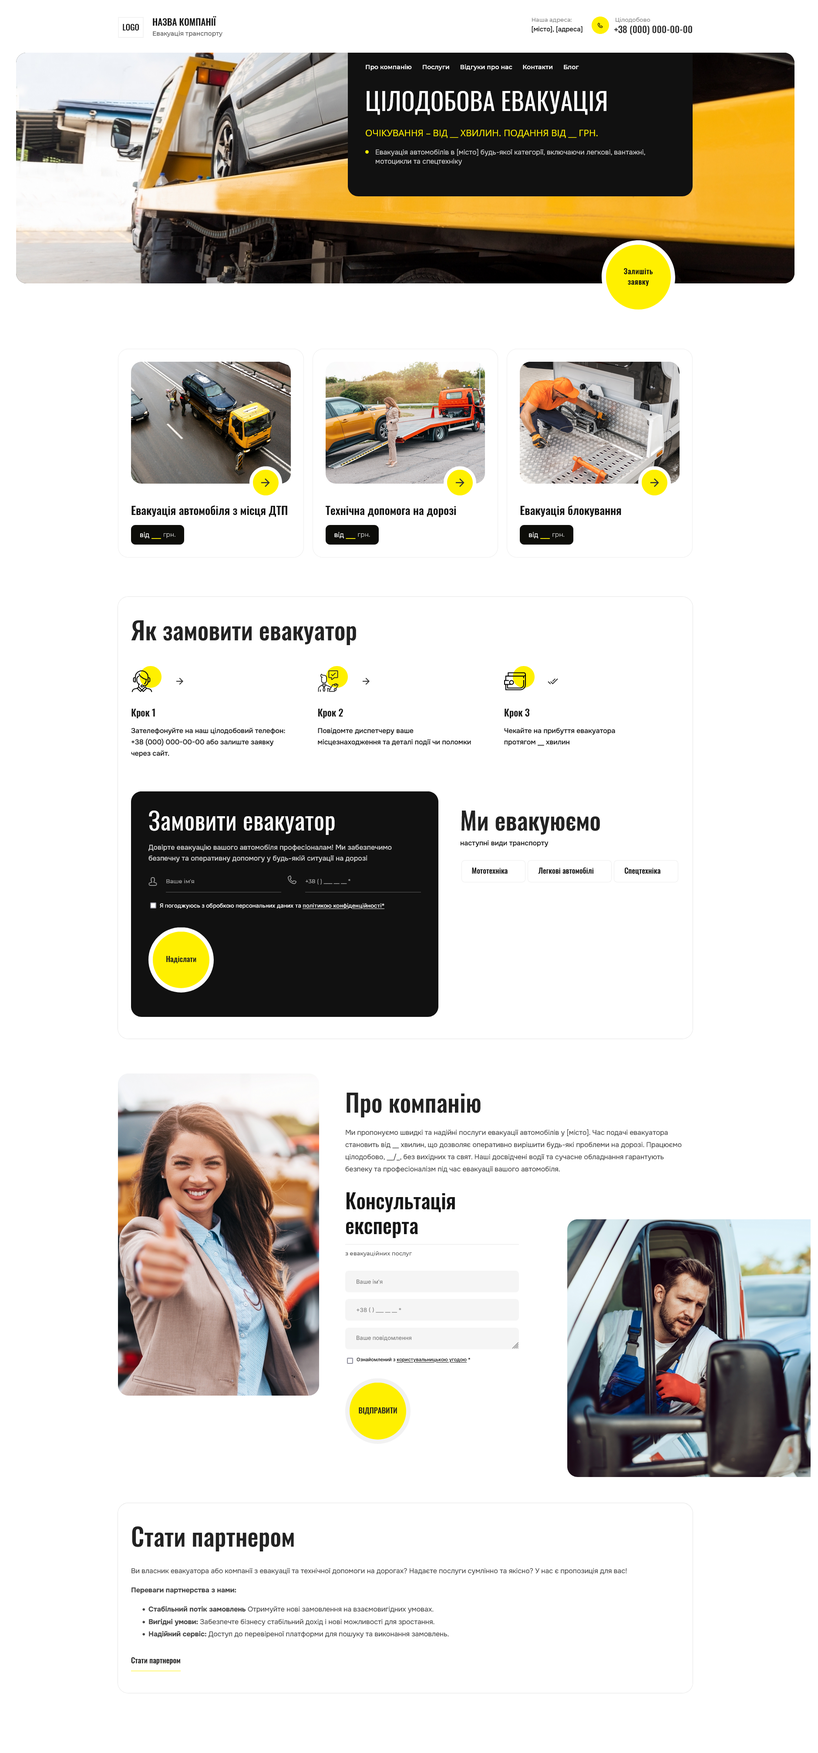 LOGO
НАЗВА КОМПАНІЇ
Евакуація транспорту
Наша адреса:
[місто], [адреса]
Цілодобово
+38 (000) 000-00-00
Про компанію Послуги Відгуки про нас Контакти Блог
ЦІЛОДОБОВА ЕВАКУАЦІЯ
ОЧІКУВАННЯ – ВІД __ ХВИЛИН. ПОДАННЯ ВІД __ ГРН.
Евакуація автомобілів в [місто] будь-якої категорії, включаючи легкові, вантажні,
мотоцикли та спецтехніку
Залишіть
заявку
Евакуація автомобіля з місця ДТП
від __ грн.
Технічна допомога на дорозі
від __ грн.
Евакуація блокування
від __ грн.
Як замовити евакуатор
Крок 1
Зателефонуйте на наш цілодобовий телефон:
+38 (000) 000-00-00 або залиште заявку
через сайт.
Крок 2
Повідомте диспетчеру ваше
місцезнаходження та деталі події чи поломки
Крок 3
Чекайте на прибуття евакуатора
протягом __ хвилин
Замовити евакуатор
Довірте евакуацію вашого автомобіля професіоналам! Ми забезпечимо
безпечну та оперативну допомогу у будь-якій ситуації на дорозі
Ваше ім'я
+38 ( ) ___ __ __ *
Я погоджуюсь з обробкою персональних даних та політикою конфіденційності*
Надіслати
Ми евакуюємо
наступні види транспорту
Мототехніка Легкові автомобілі Спецтехніка
Про компанію
Ми пропонуємо швидкі та надійні послуги евакуації автомобілів у [місто]. Час подачі евакуатора
становить від __ хвилин, що дозволяє оперативно вирішити будь-які проблеми на дорозі. Працюємо
цілодобово, __/_, без вихідних та свят. Наші досвідчені водії та сучасне обладнання гарантують
безпеку та професіоналізм під час евакуації вашого автомобіля.
Консультація
експерта
з евакуаційних послуг
Ваше ім'я
+38 ( ) ___ __ __ *
Ваше повідомлення
Ознайомлений з користувальницькою угодою *
ВІДПРАВИТИ
Стати партнером
Ви власник евакуатора або компанії з евакуації та технічної допомоги на дорогах? Надаєте послуги сумлінно та якісно? У нас є пропозиція для вас!
Переваги партнерства з нами:
Стабільний потік замовлень Отримуйте нові замовлення на взаємовигідних умовах.
Вигідні умови: Забезпечте бізнесу стабільний дохід і нові можливості для зростання.
Надійний сервіс: Доступ до перевіреної платформи для пошуку та виконання замовлень.
Стати партнером